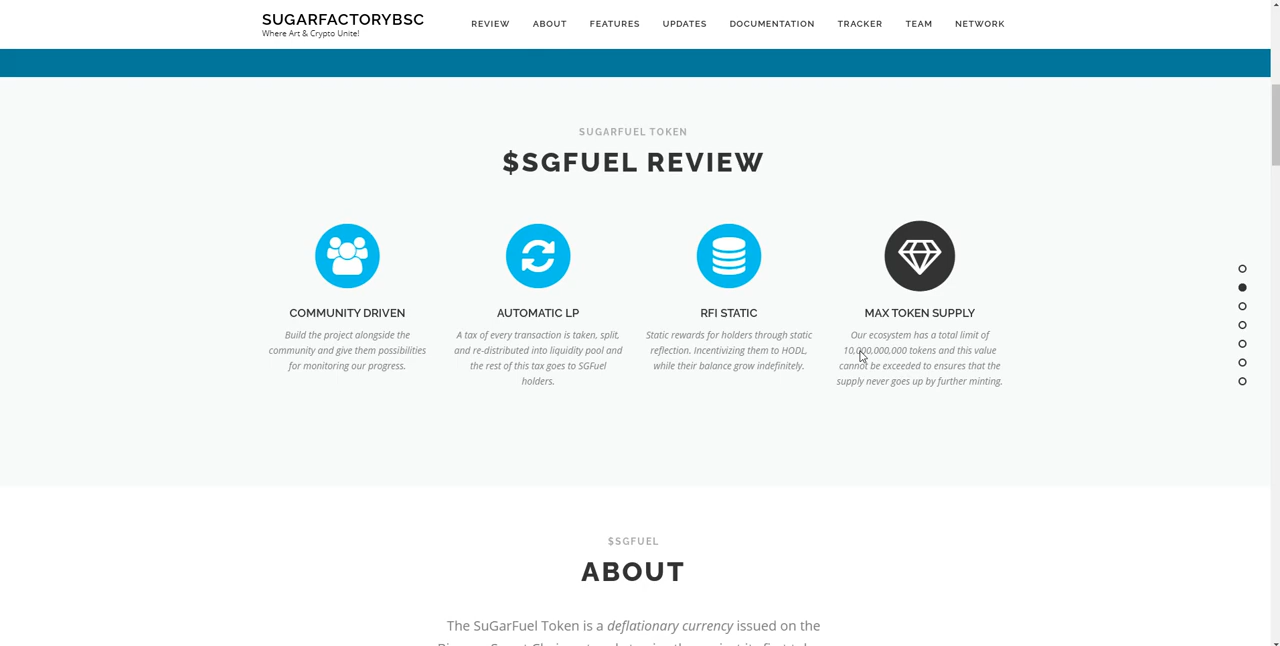 SUGARFACTORYBSC
Where Art & Crypto Unite!
REVIEW ABOUT FEATURES UPDATES DOCUMENTATION TRACKER TEAM NETWORK
SUGARFUEL TOKEN
$SGFUEL REVIEW
COMMUNITY DRIVEN
Build the project alongside the
community and give them possibilities
for monitoring our progress.
AUTOMATIC LP
A tax of every transaction is taken, split,
and re-distributed into liquidity pool and
the rest of this tax goes to SGFuel
holders.
RFI STATIC
Static rewards for holders through static
reflection. Incentivizing them to HODL,
while their balance grow indefinitely.
MAX TOKEN SUPPLY
Our ecosystem has a total limit of
10,000,000,000 tokens and this value
cannot be exceeded to ensures that the
supply never goes up by further minting.
$SGFUEL
ABOUT
The SuGarFuel Token is a deflationary currency issued on the